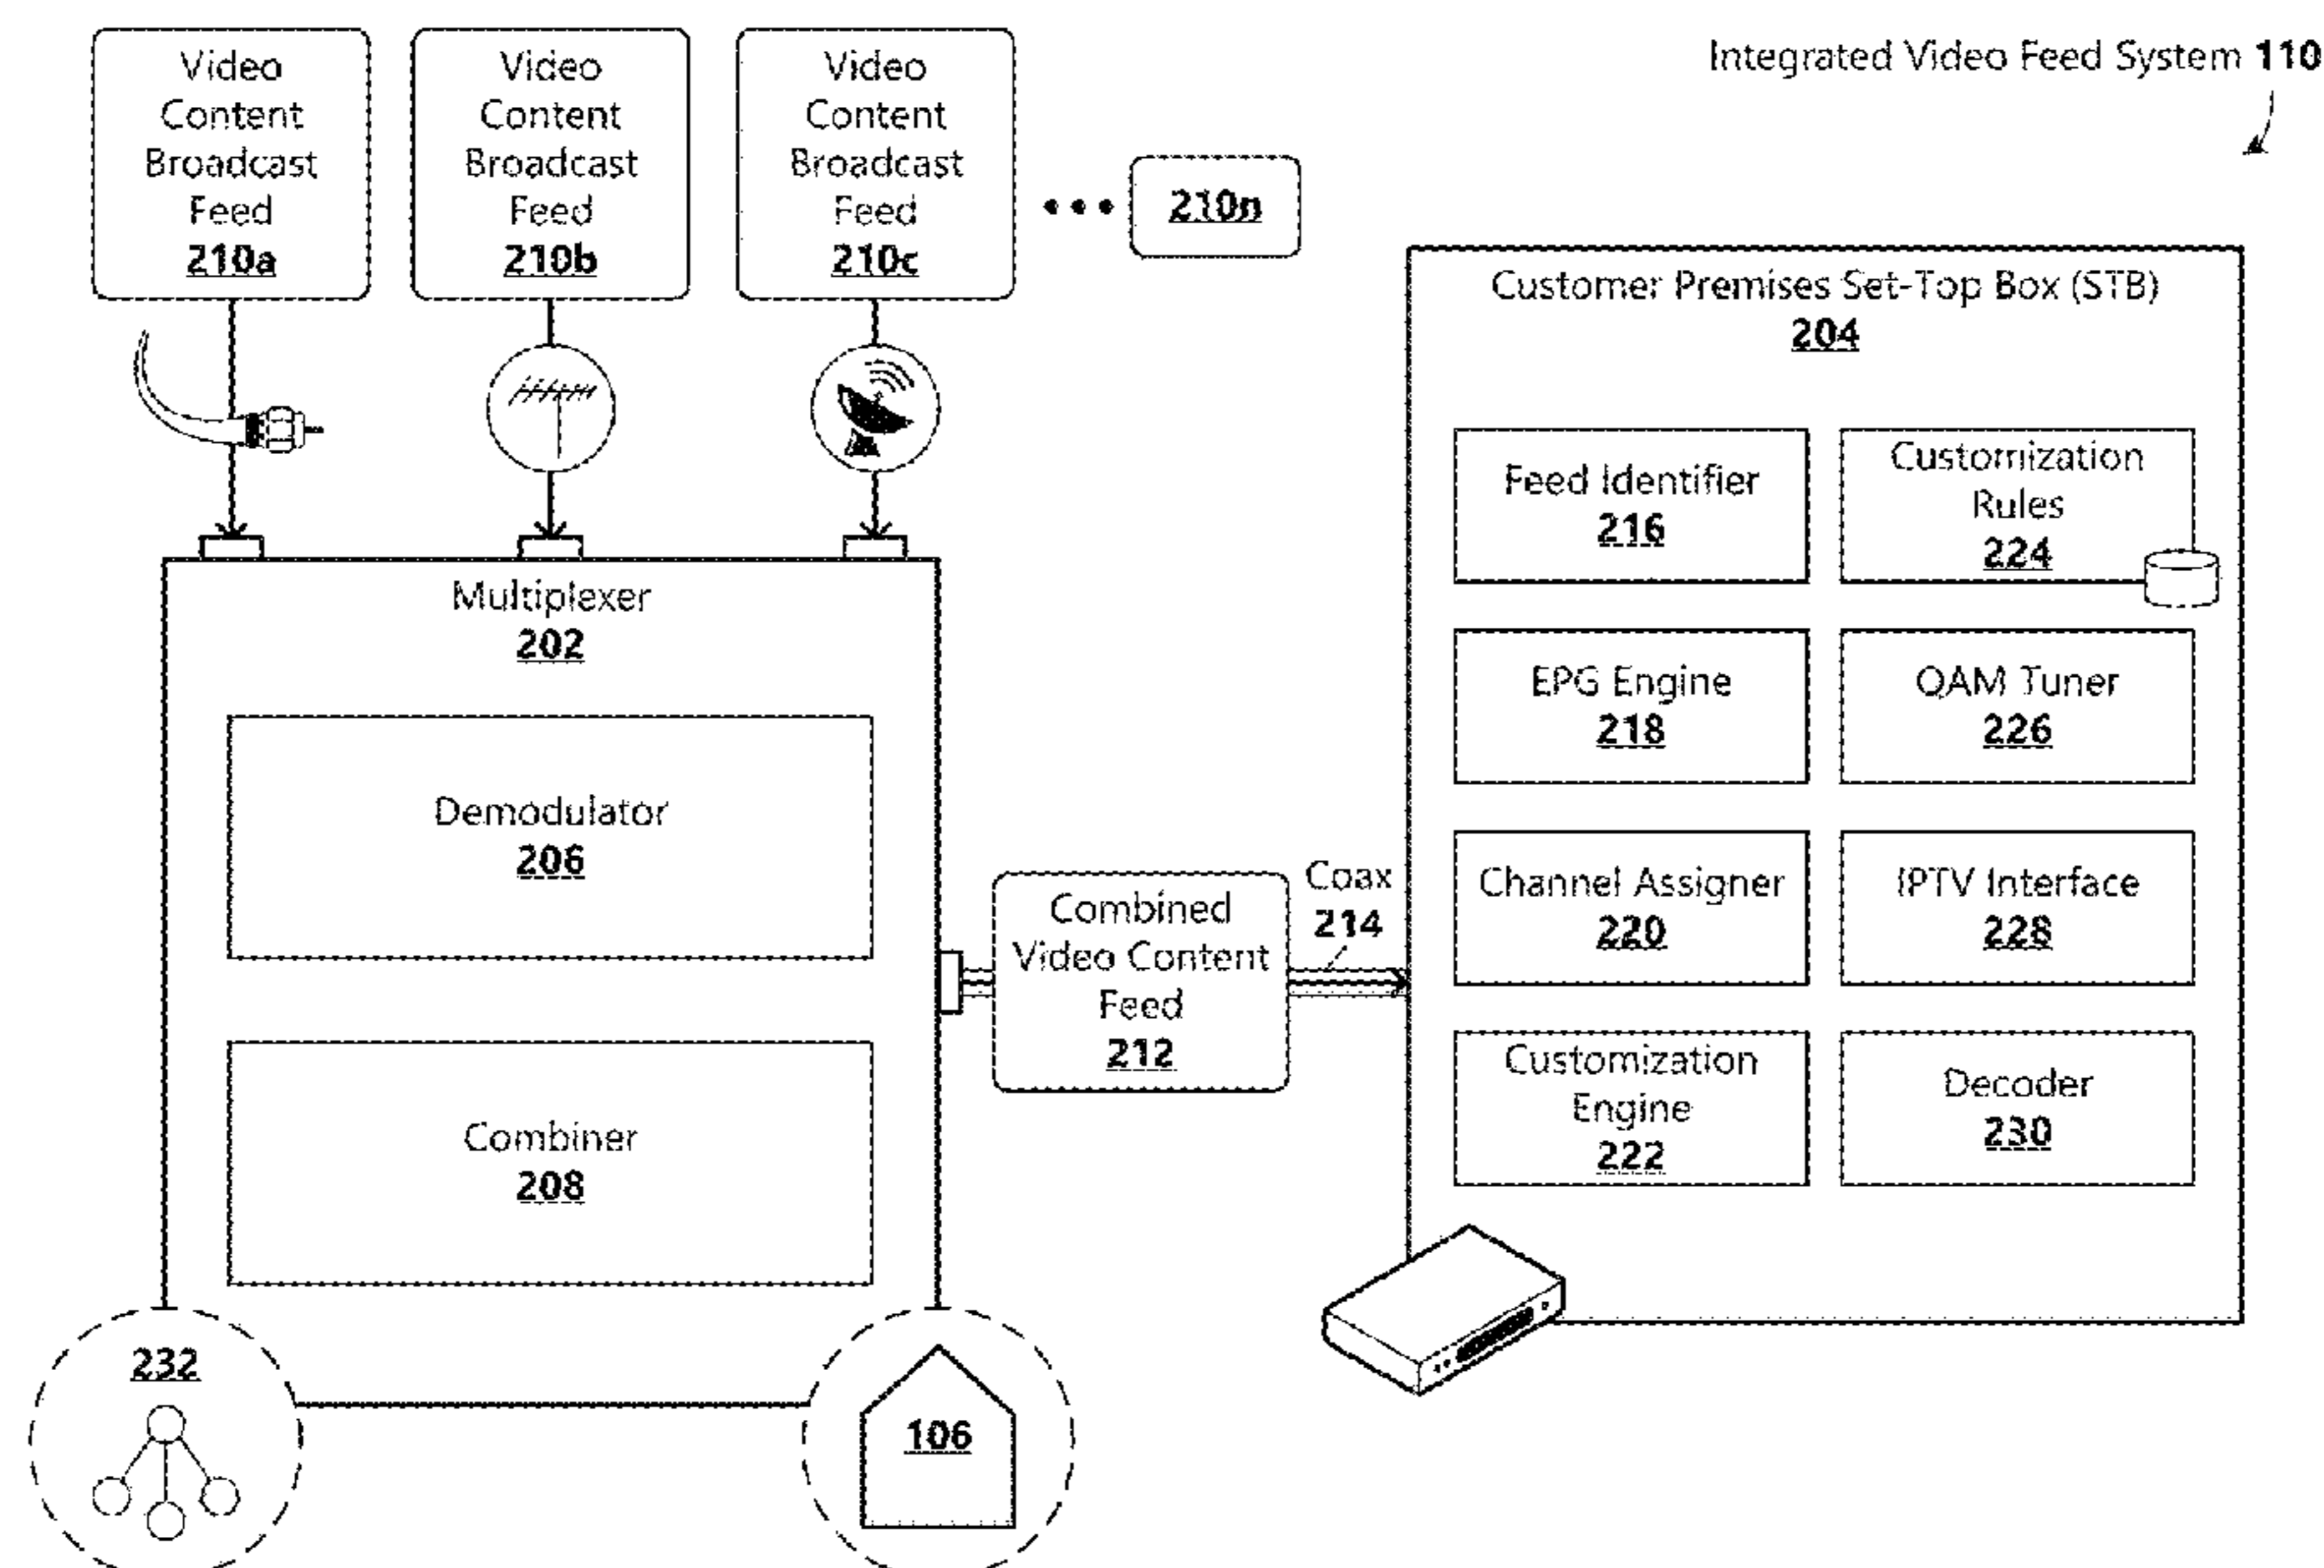 Integrated Video Feed System 110
Video
Content
Broadcast
Feed
210a
Video
Content
Broadcast
Feed
210b
Video
Content
Broadcast
Feed
210c
210n
Multiplexer
202
Demodulator
206
Combiner
208
232
106
Combined
Video Content
Feed
212
Coax
214
Customer Premises Set-Top Box (STB)
204
Feed Identifier
216
Customization
Rules
224
EPG Engine
218
QAM Tuner
226
Channel Assigner
220
IPTV Interface
228
Customization
Engine
222
Decoder
230